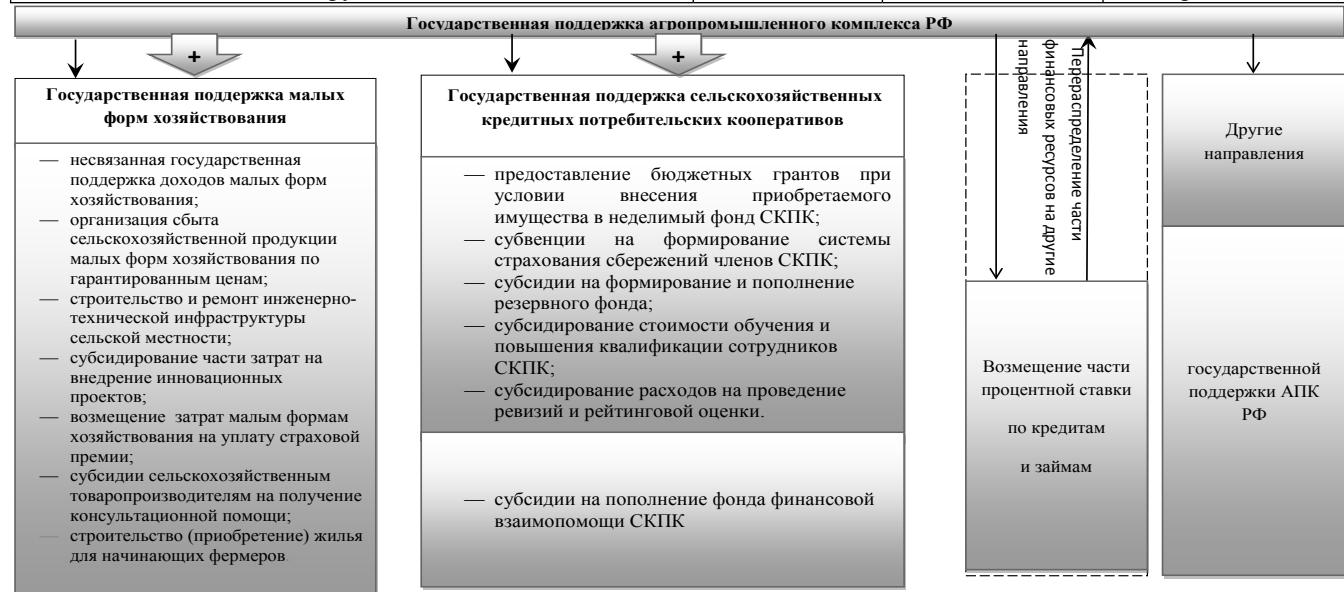 Государственная поддержка агропромышленного комплекса РФ
+
+
Государственная поддержка малых
форм хозяйствования
— несвязанная государственная
поддержка доходов малых форм
хозяйствования;
— организация сбыта
сельскохозяйственной продукции
малых форм хозяйствования по
гарантированным ценам;
— строительство и ремонт инженерно-
технической инфраструктуры
сельской местности;
— субсидирование части затрат на
внедрение инновационных
проектов;
— возмещение затрат малым формам
хозяйствования на уплату страховой
премии;
— субсидии сельскохозяйственным
товаропроизводителям на получение
консультационной помощи;
— строительство (приобретение) жилья
для начинающих фермеров.
Государственная поддержка сельскохозяйственных
кредитных потребительских кооперативов
— предоставление бюджетных грантов при
условии внесения приобретаемого
имущества в неделимый фонд СКПК;
— субвенции на формирование системы
страхования сбережений членов СКПК;
— субсидии на формирование и пополнение
резервного фонда;
— субсидирование стоимости обучения и
повышения квалификации сотрудников
СКПК;
— субсидирование расходов на проведение
ревизий и рейтинговой оценки.
— субсидии на пополнение фонда финансовой
взаимопомощи СКПК
Перераспределение части
финансовых ресурсов на другие
направления
Возмещение части
процентной ставки
по кредитам
и займам
Другие
направления
государственной
поддержки АПК
РФ